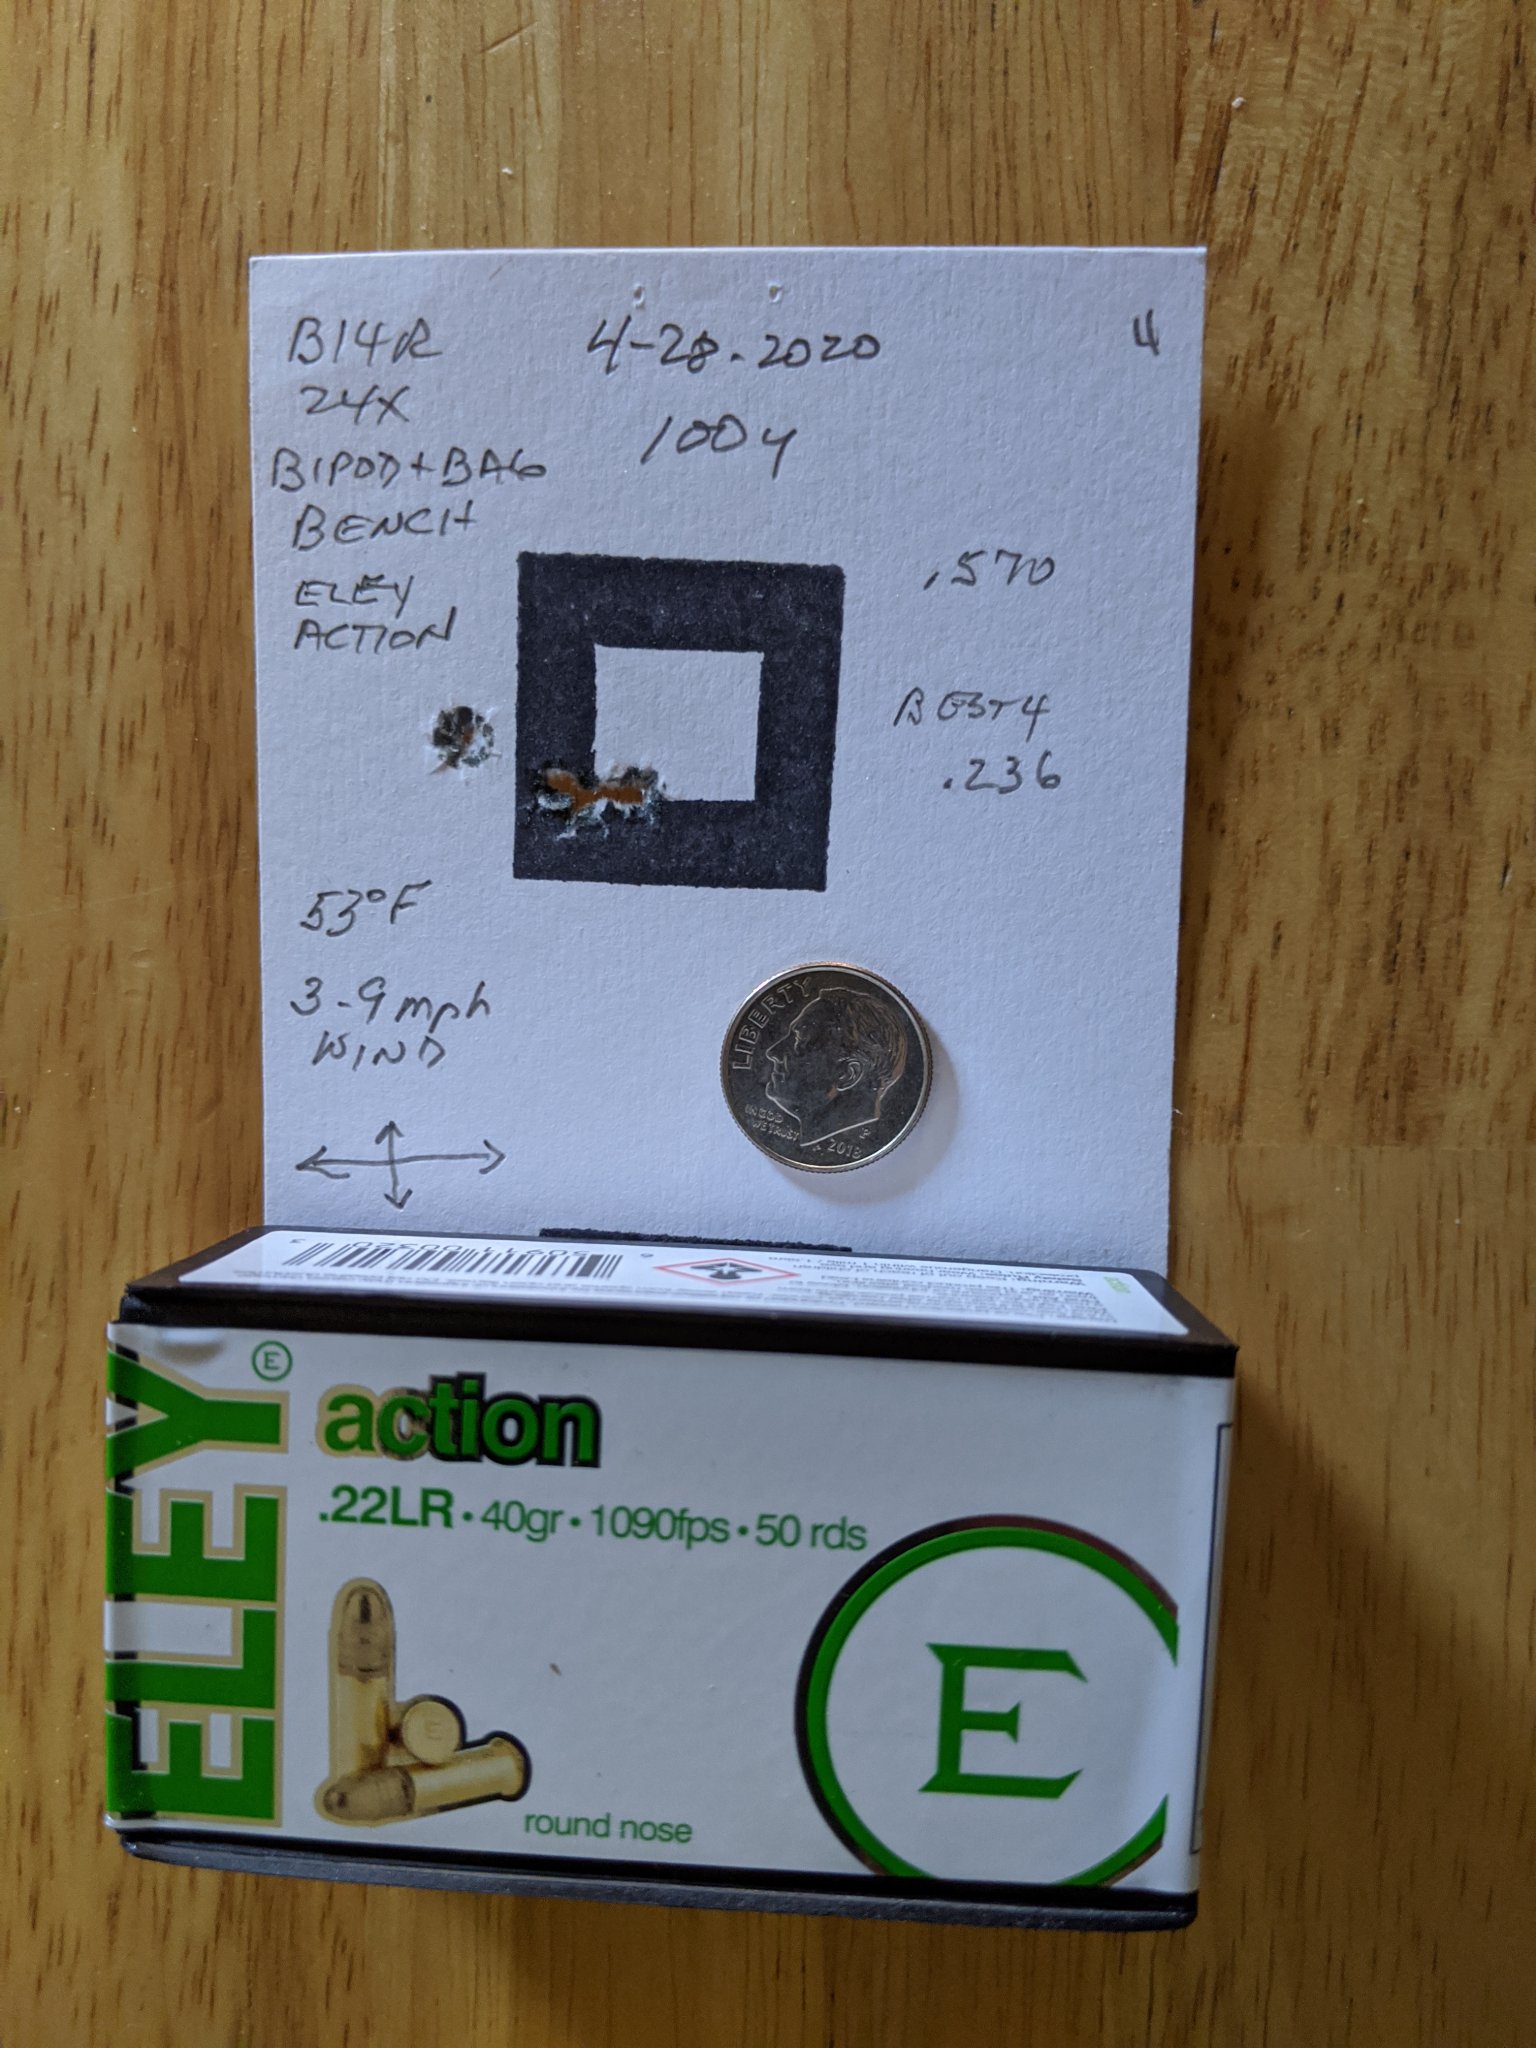 B14R
4-28-2020
4
24X
100y
BIPOD+BAG
BENCH
.570
ELEY
ACTION
BEST 4
.236
53°F
3-9 mph
WIND
LIBERTY
IN GOD
WE TRUST
P
2013
ELEY
E
action
.22LR • 40gr • 1090fps • 50 rds
E
E
round nose